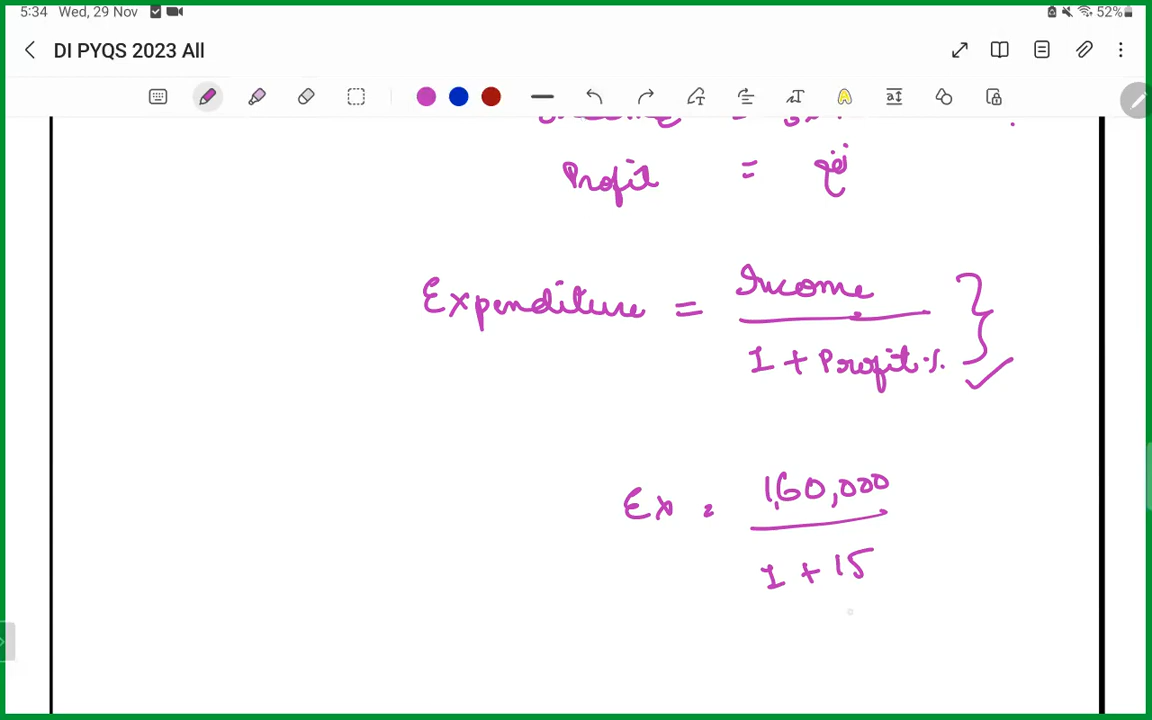 5:34 Wed, 29 Nov 52%
DI PYQS 2023 All
Profit =
Expenditure = Income
1 + Profit %
Ex = 1,60,000
1 + 15